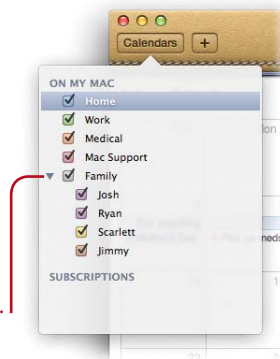 Calendars +
ON MY MAC
Home
Work
Medical
Mac Support
Family
Josh
Ryan
Scarlett
Jimmy
SUBSCRIPTIONS